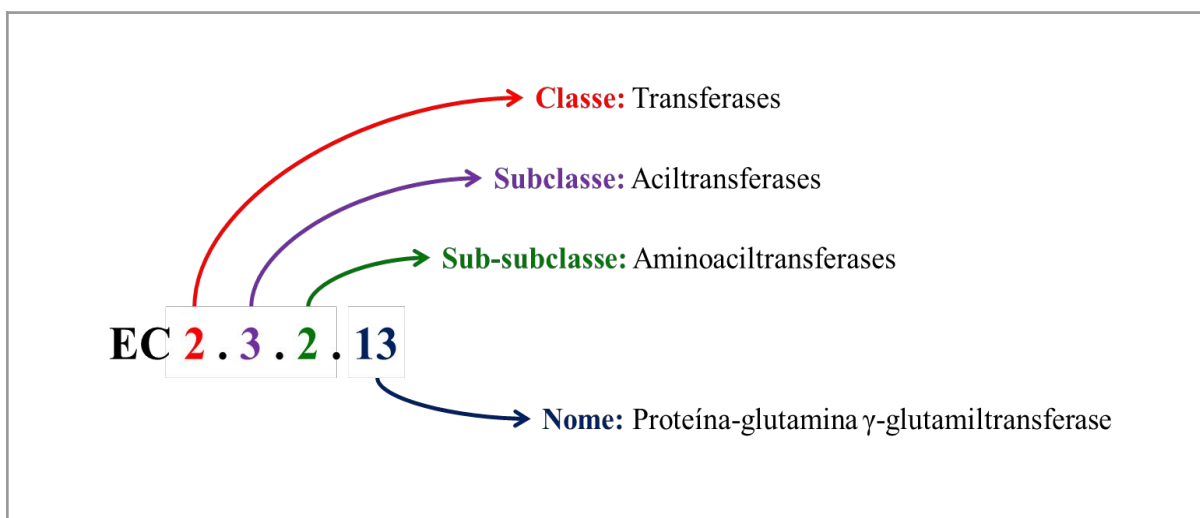 Classe: Transferases
Subclasse: Aciltransferases
Sub-subclasse: Aminoaciltransferases
EC 2 . 3 . 2 . 13
Nome: Proteína-glutamina γ-glutamiltransferase